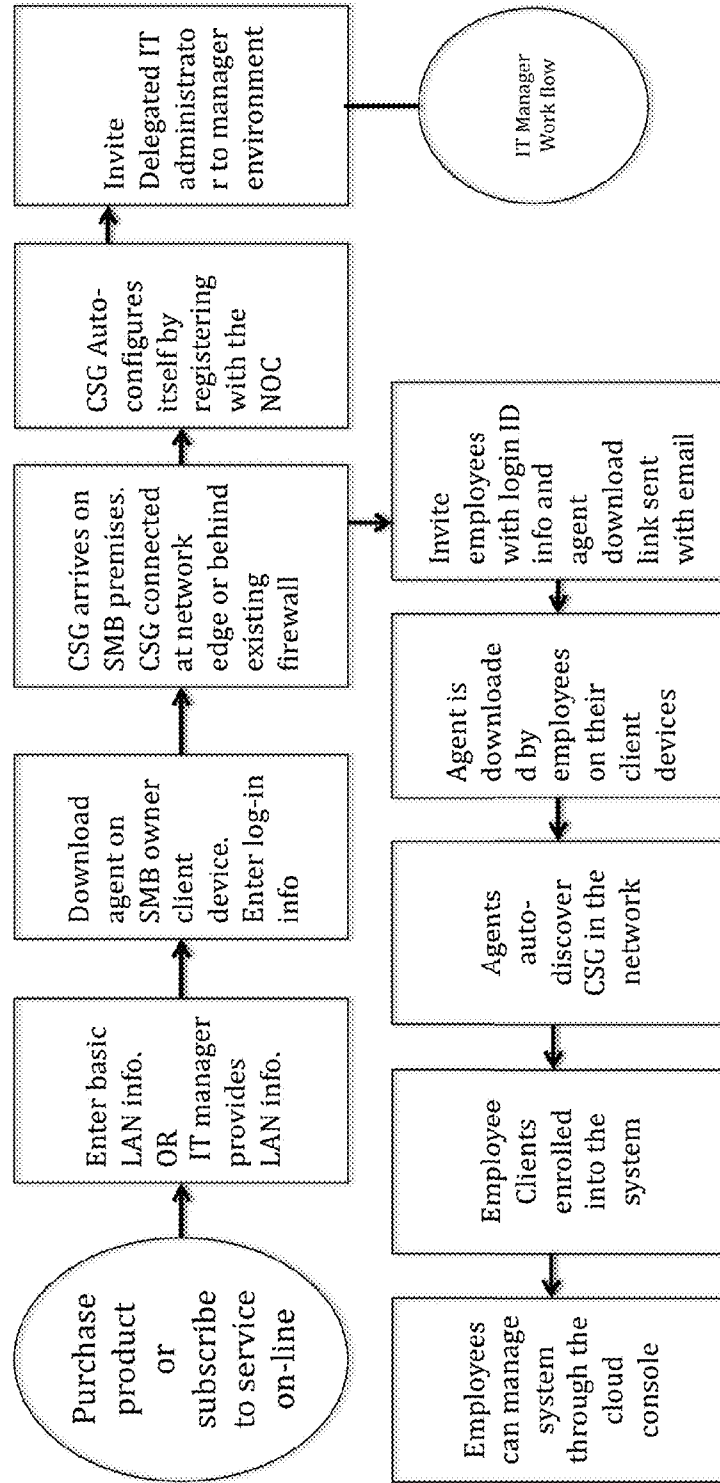 Purchase
product
or
subscribe
to service
on-line
Enter basic
LAN info.
OR
IT manager
provides
LAN info.
Download
agent on
SMB owner
client
device.
Enter log-in
info
CSG arrives on
SMB premises.
CSG connected
at network
edge or behind
existing
firewall
CSG Auto-
configures
itself by
registering
with the
NOC
Invite
Delegated IT
administrato
r to manager
environment
IT Manager
Work flow
Invite
employees
with login ID
info and
agent
download
link sent
with email
Agent is
downloade
d by
employees
on their
client
devices
Agents
auto-
discover
CSG in the
network
Employee
Clients
enrolled
into the
system
Employees
can manage
system
through the
cloud
console